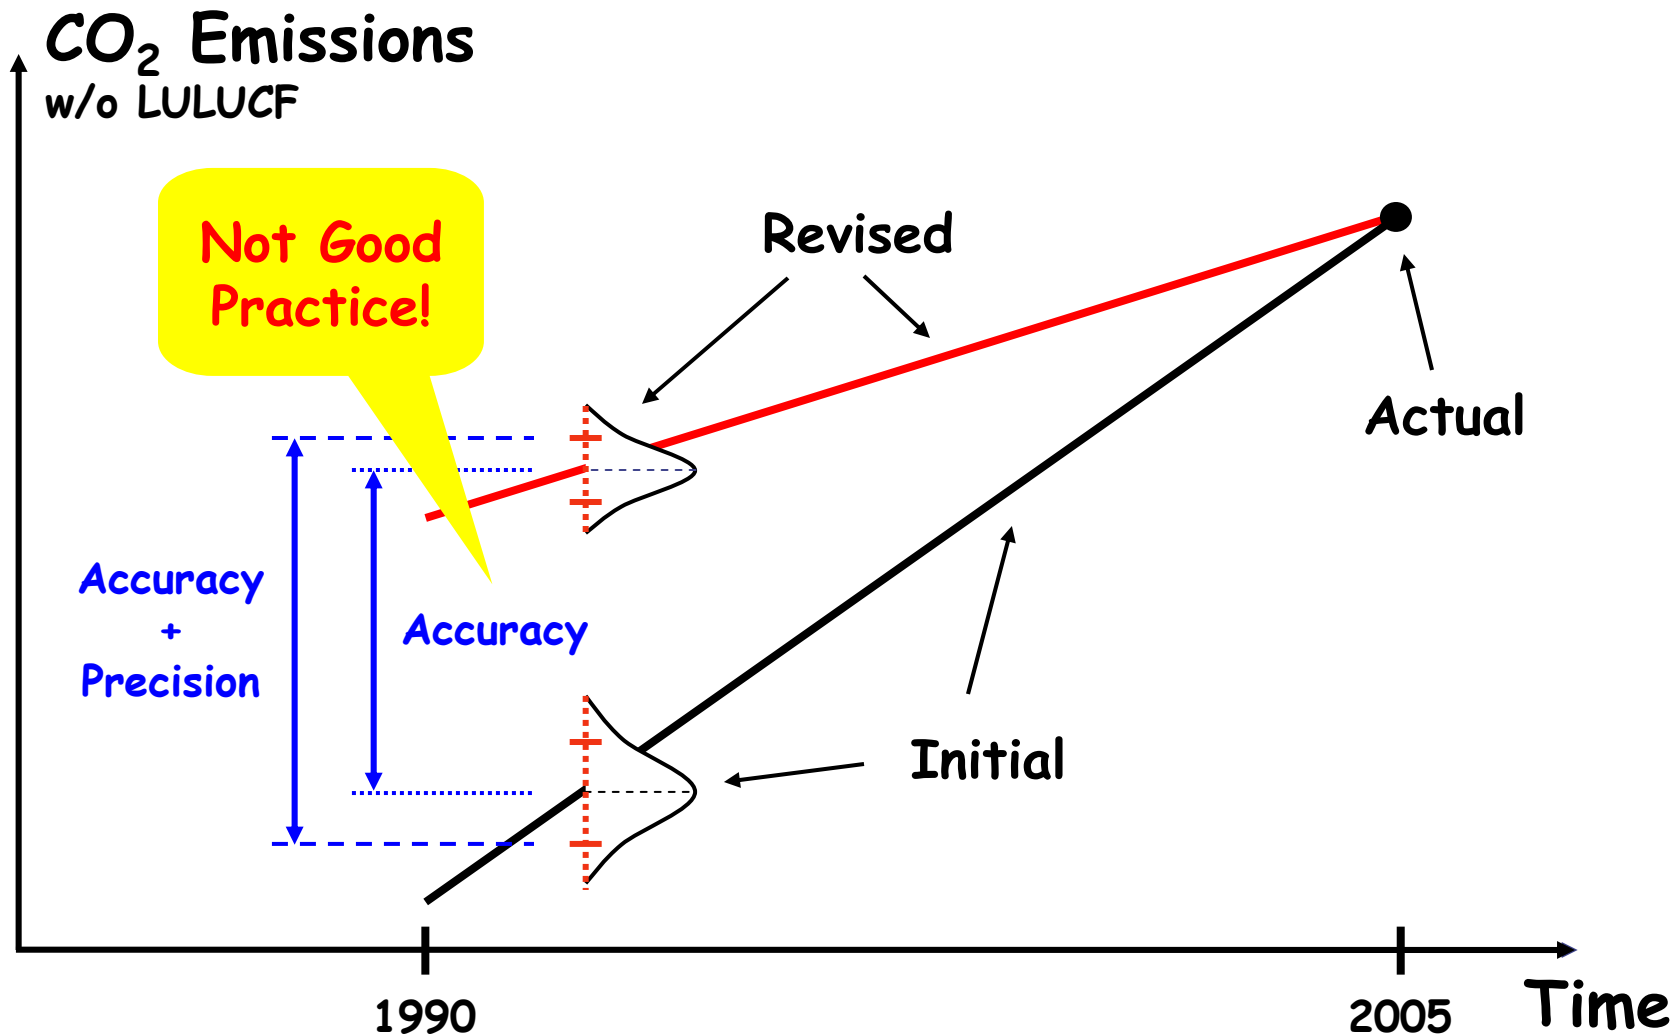 CO₂ Emissions
w/o LULUCF
Not Good
Practice!
Revised
Actual
Accuracy
+
Precision
Accuracy
Initial
1990
2005
Time